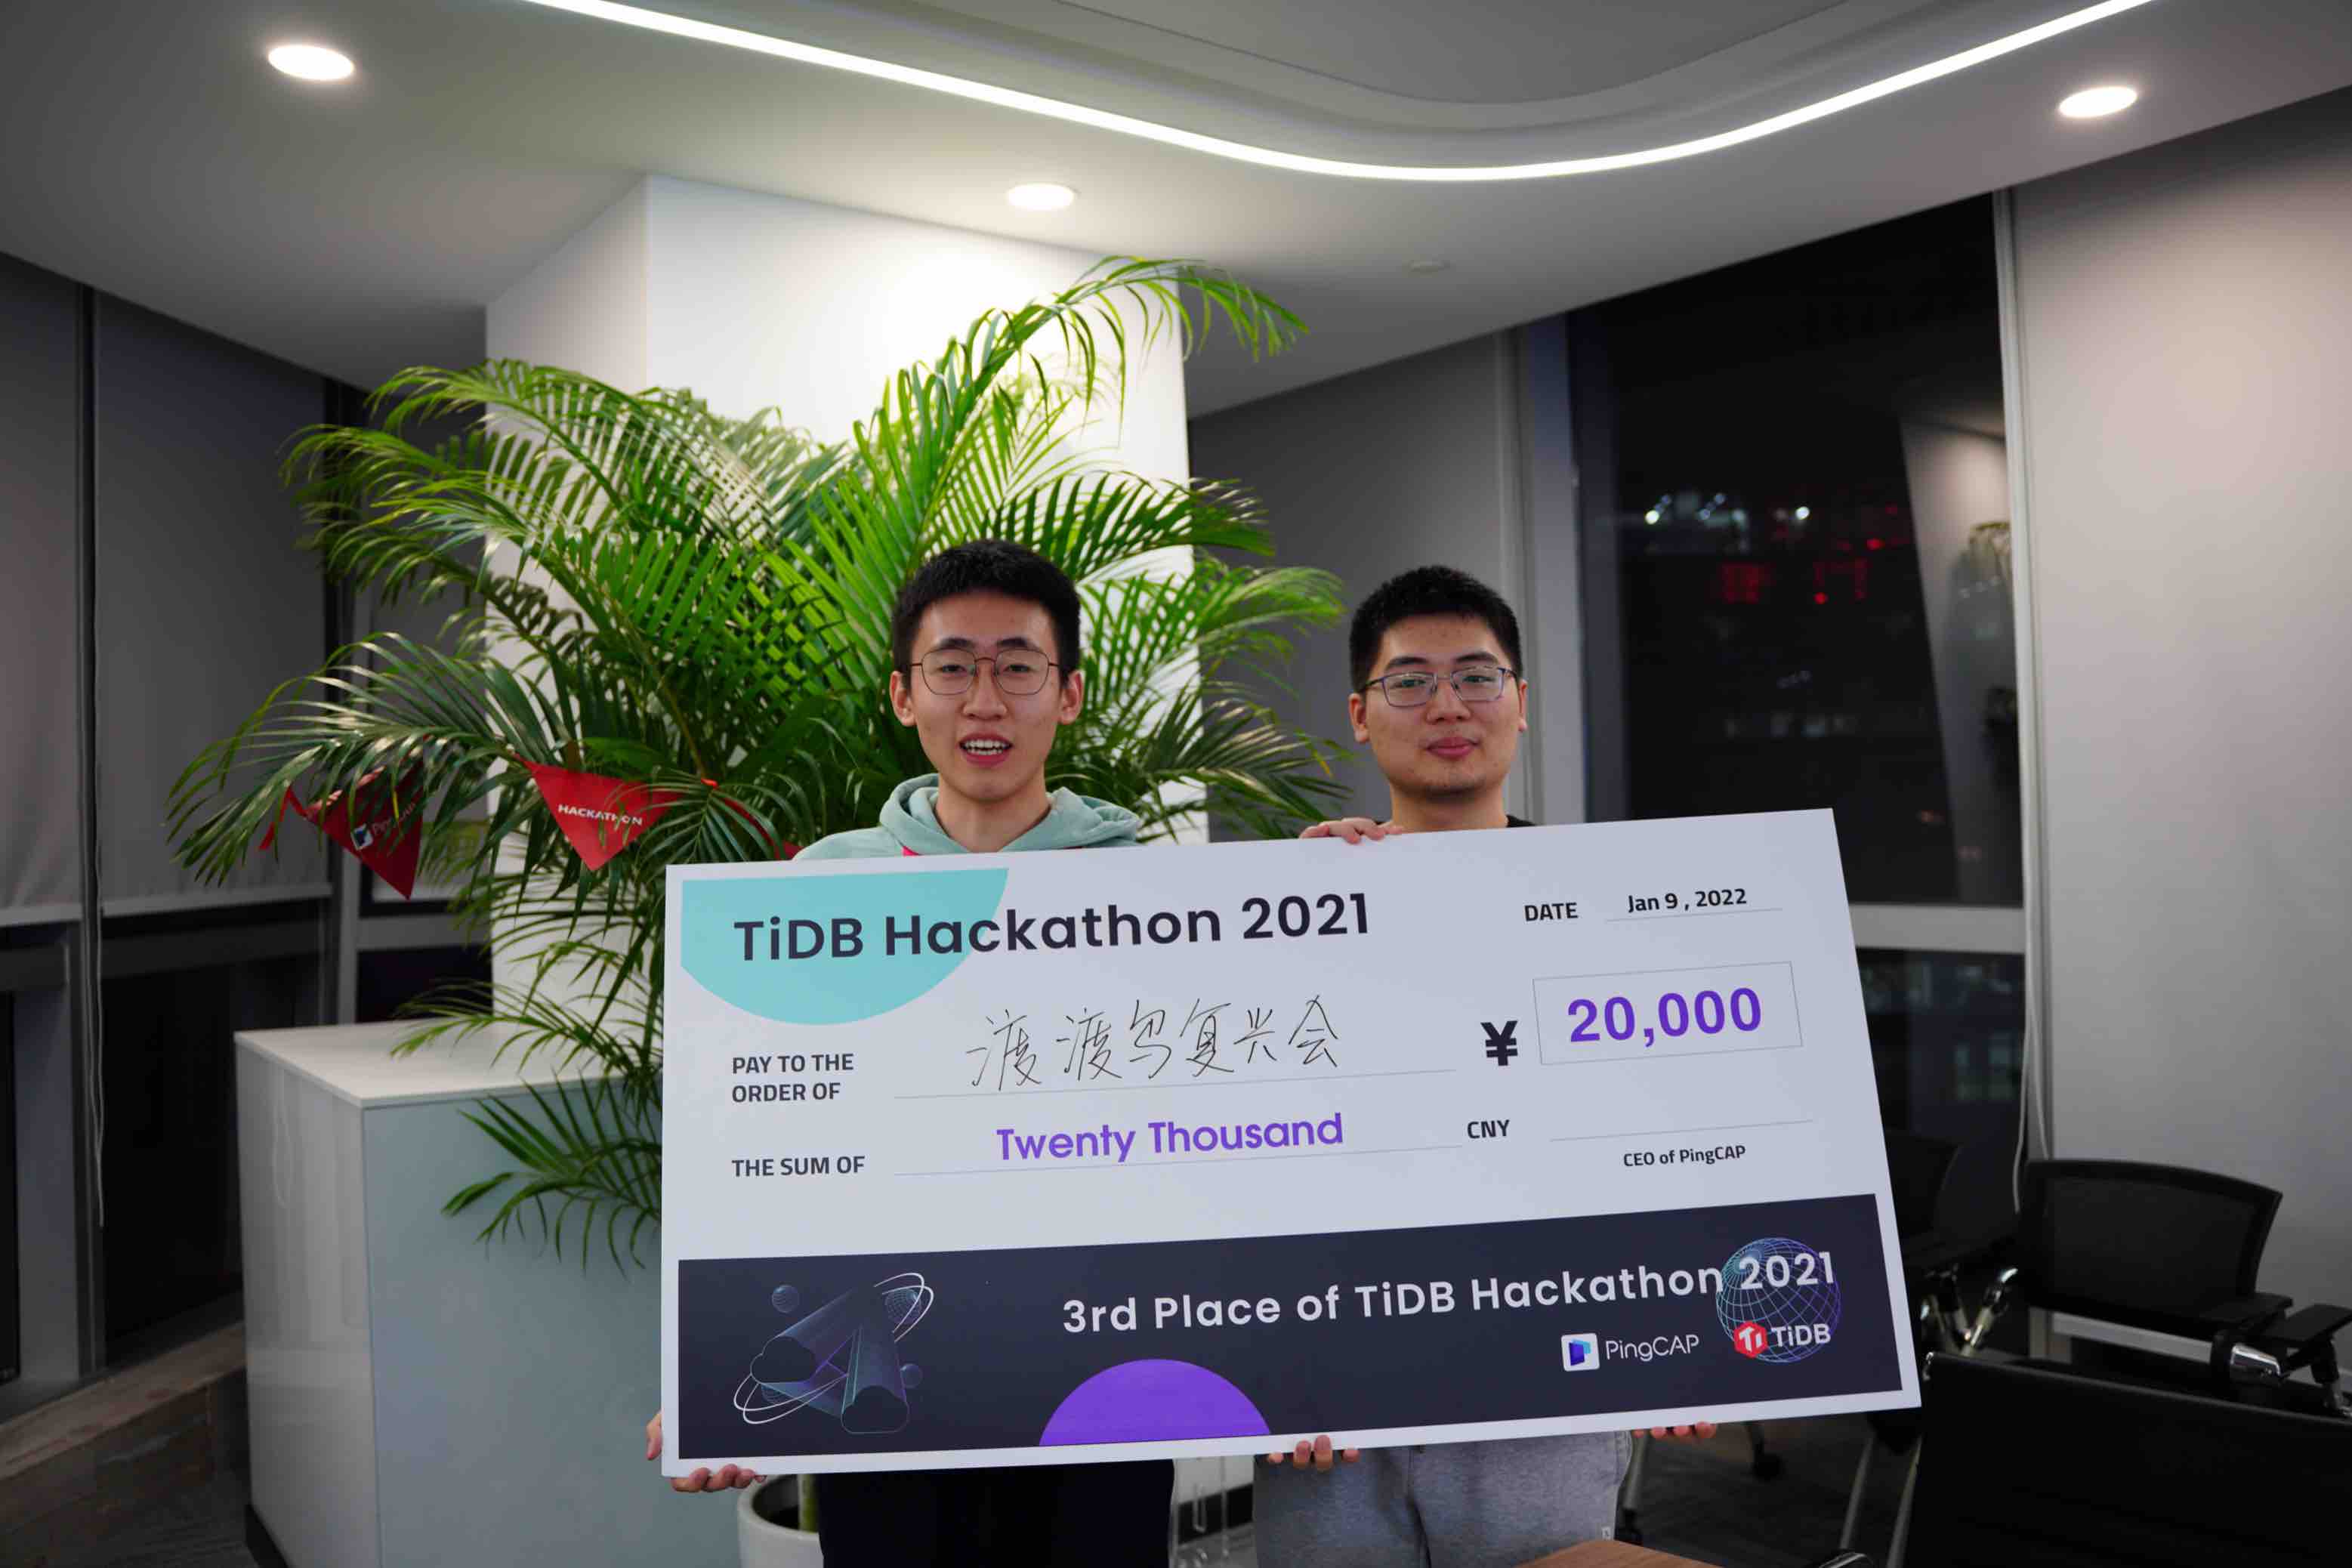 HACKATHON
TiDB Hackathon 2021
DATE Jan 9 , 2022
PAY TO THE
ORDER OF
渡渡鸟复兴会
¥ 20,000
THE SUM OF
Twenty Thousand
CNY
CEO of PingCAP
3rd Place of TiDB Hackathon 2021
PingCAP
TiDB